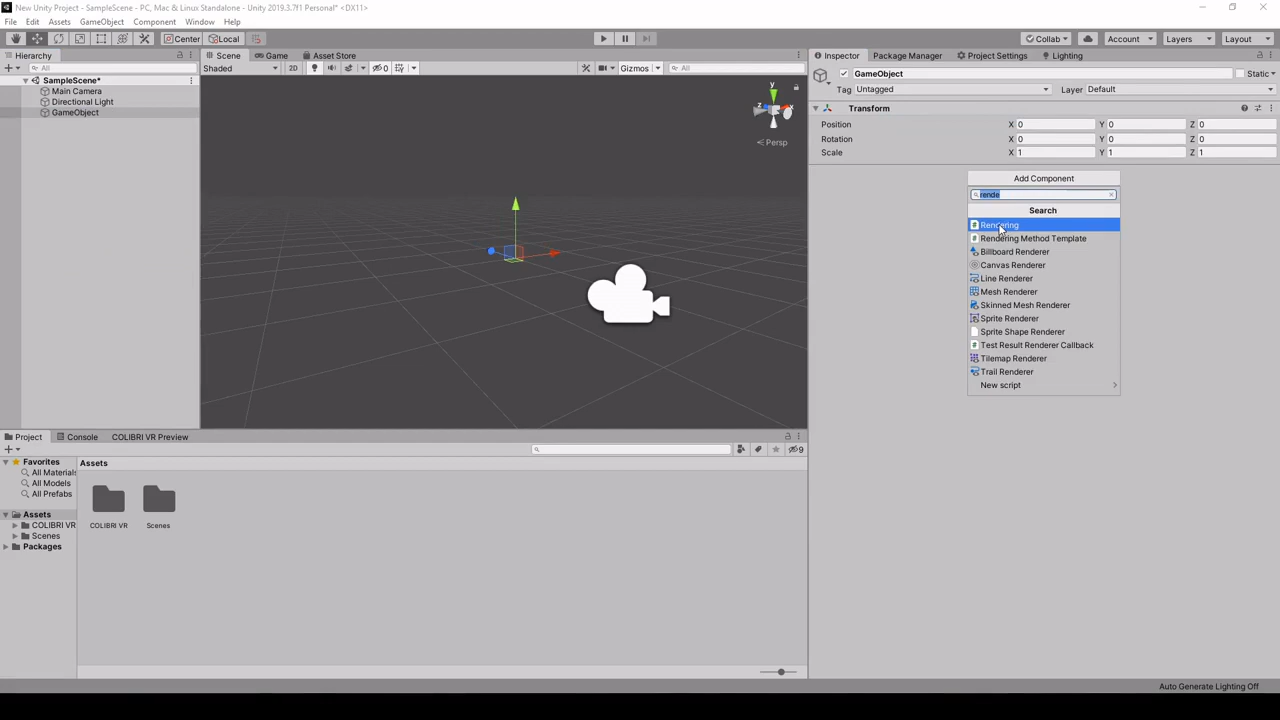 New Unity Project - SampleScene - PC, Mac & Linux Standalone - Unity 2019.3.7f1 Personal* <DX11>
File Edit Assets GameObject Component Window Help
Center Local Collab Account Layers Layout
Hierarchy
All
SampleScene*
Main Camera
Directional Light
GameObject
Scene Game Asset Store
Shaded 2D 0 Gizmos All
y
z x
< Persp
Inspector Package Manager Project Settings Lighting
GameObject Static
Tag Untagged Layer Default
Transform
Position X 0 Y 0 Z 0
Rotation X 0 Y 0 Z 0
Scale X 1 Y 1 Z 1
Add Component
rende
Search
Rendering
Rendering Method Template
Billboard Renderer
Canvas Renderer
Line Renderer
Mesh Renderer
Skinned Mesh Renderer
Sprite Renderer
Sprite Shape Renderer
Test Result Renderer Callback
Tilemap Renderer
Trail Renderer
New script
Project Console COLIBRI VR Preview
9
Favorites
All Materials
All Models
All Prefabs
Assets
COLIBRI VR
Scenes
Packages
Assets
COLIBRI VR Scenes
Auto Generate Lighting Off